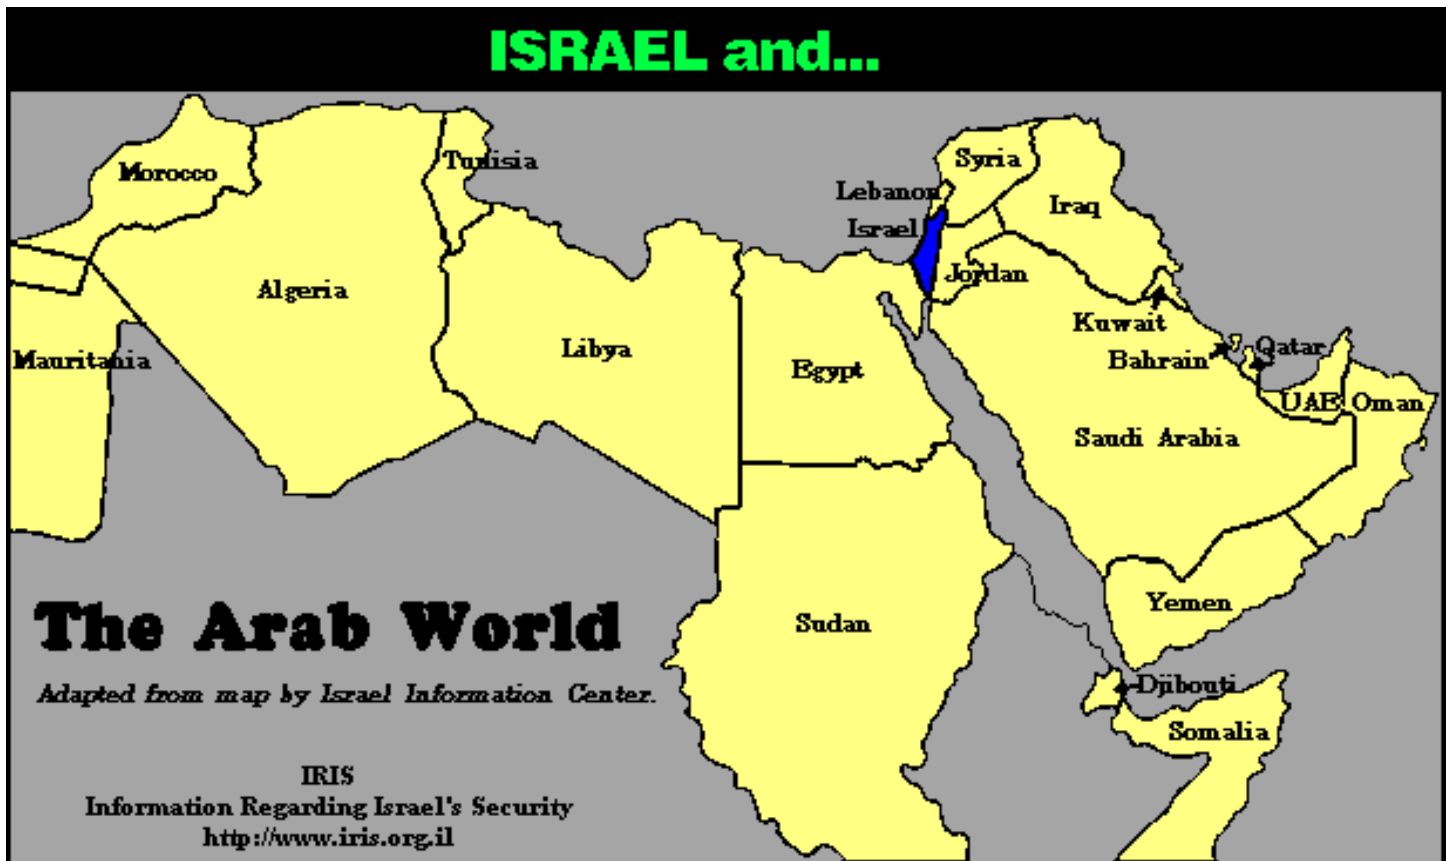 ISRAEL and...
Morocco
Tunisia
Syria
Lebanon
Iraq
Israel
Jordan
Algeria
Kuwait
Libya
Qatar
Mauritania
Bahrain
Egypt
UAE
Oman
Saudi Arabia
Yemen
The Arab World
Sudan
Adapted from map by Israel Information Center.
Djibouti
Somalia
IRIS
Information Regarding Israel's Security
http://www.iris.org.il